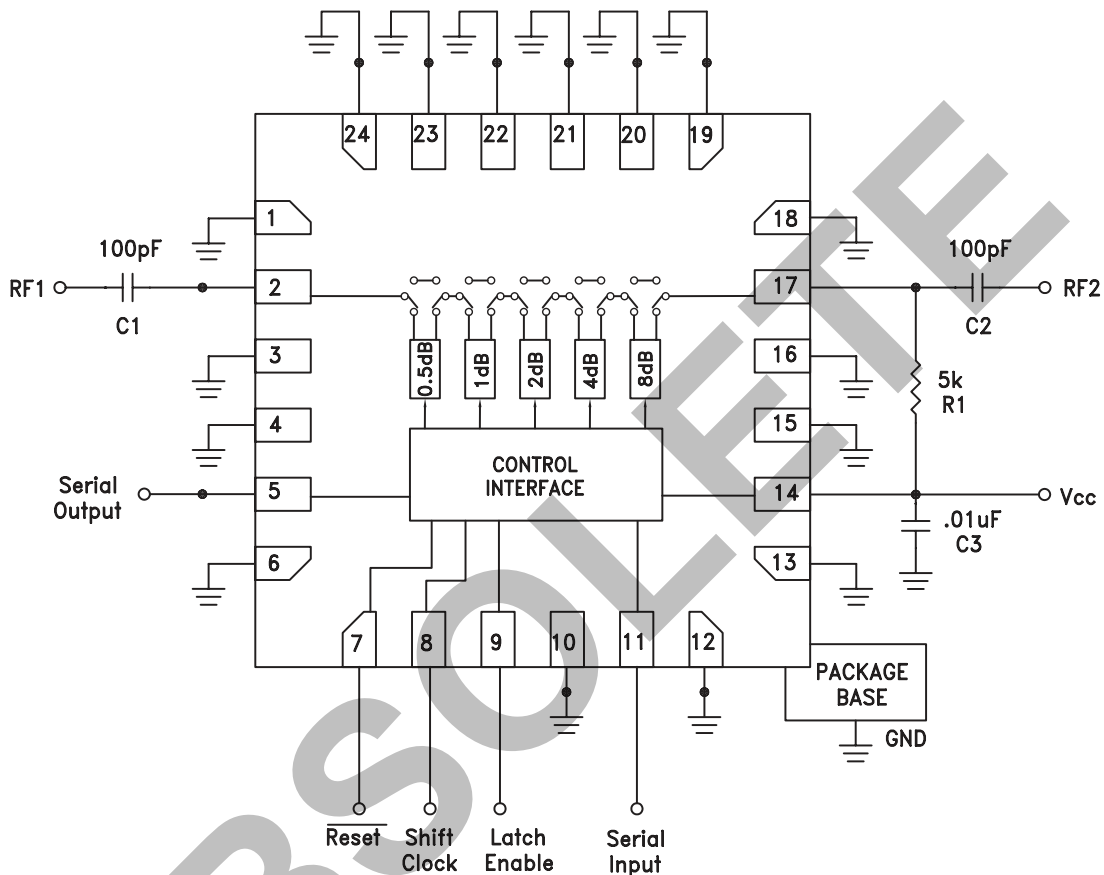 24 23 22 21 20 19
1
18
100pF
100pF
RF1
2
17
RF2
C1
C2
3
16
0.5dB
1dB
2dB
4dB
8dB
5k
R1
4
15
CONTROL
INTERFACE
Serial
Output
5
14
Vcc
.01uF
C3
6
13
7 8 9 10 11 12
PACKAGE
BASE
GND
Reset
Shift
Clock
Latch
Enable
Serial
Input
OBSOLETE